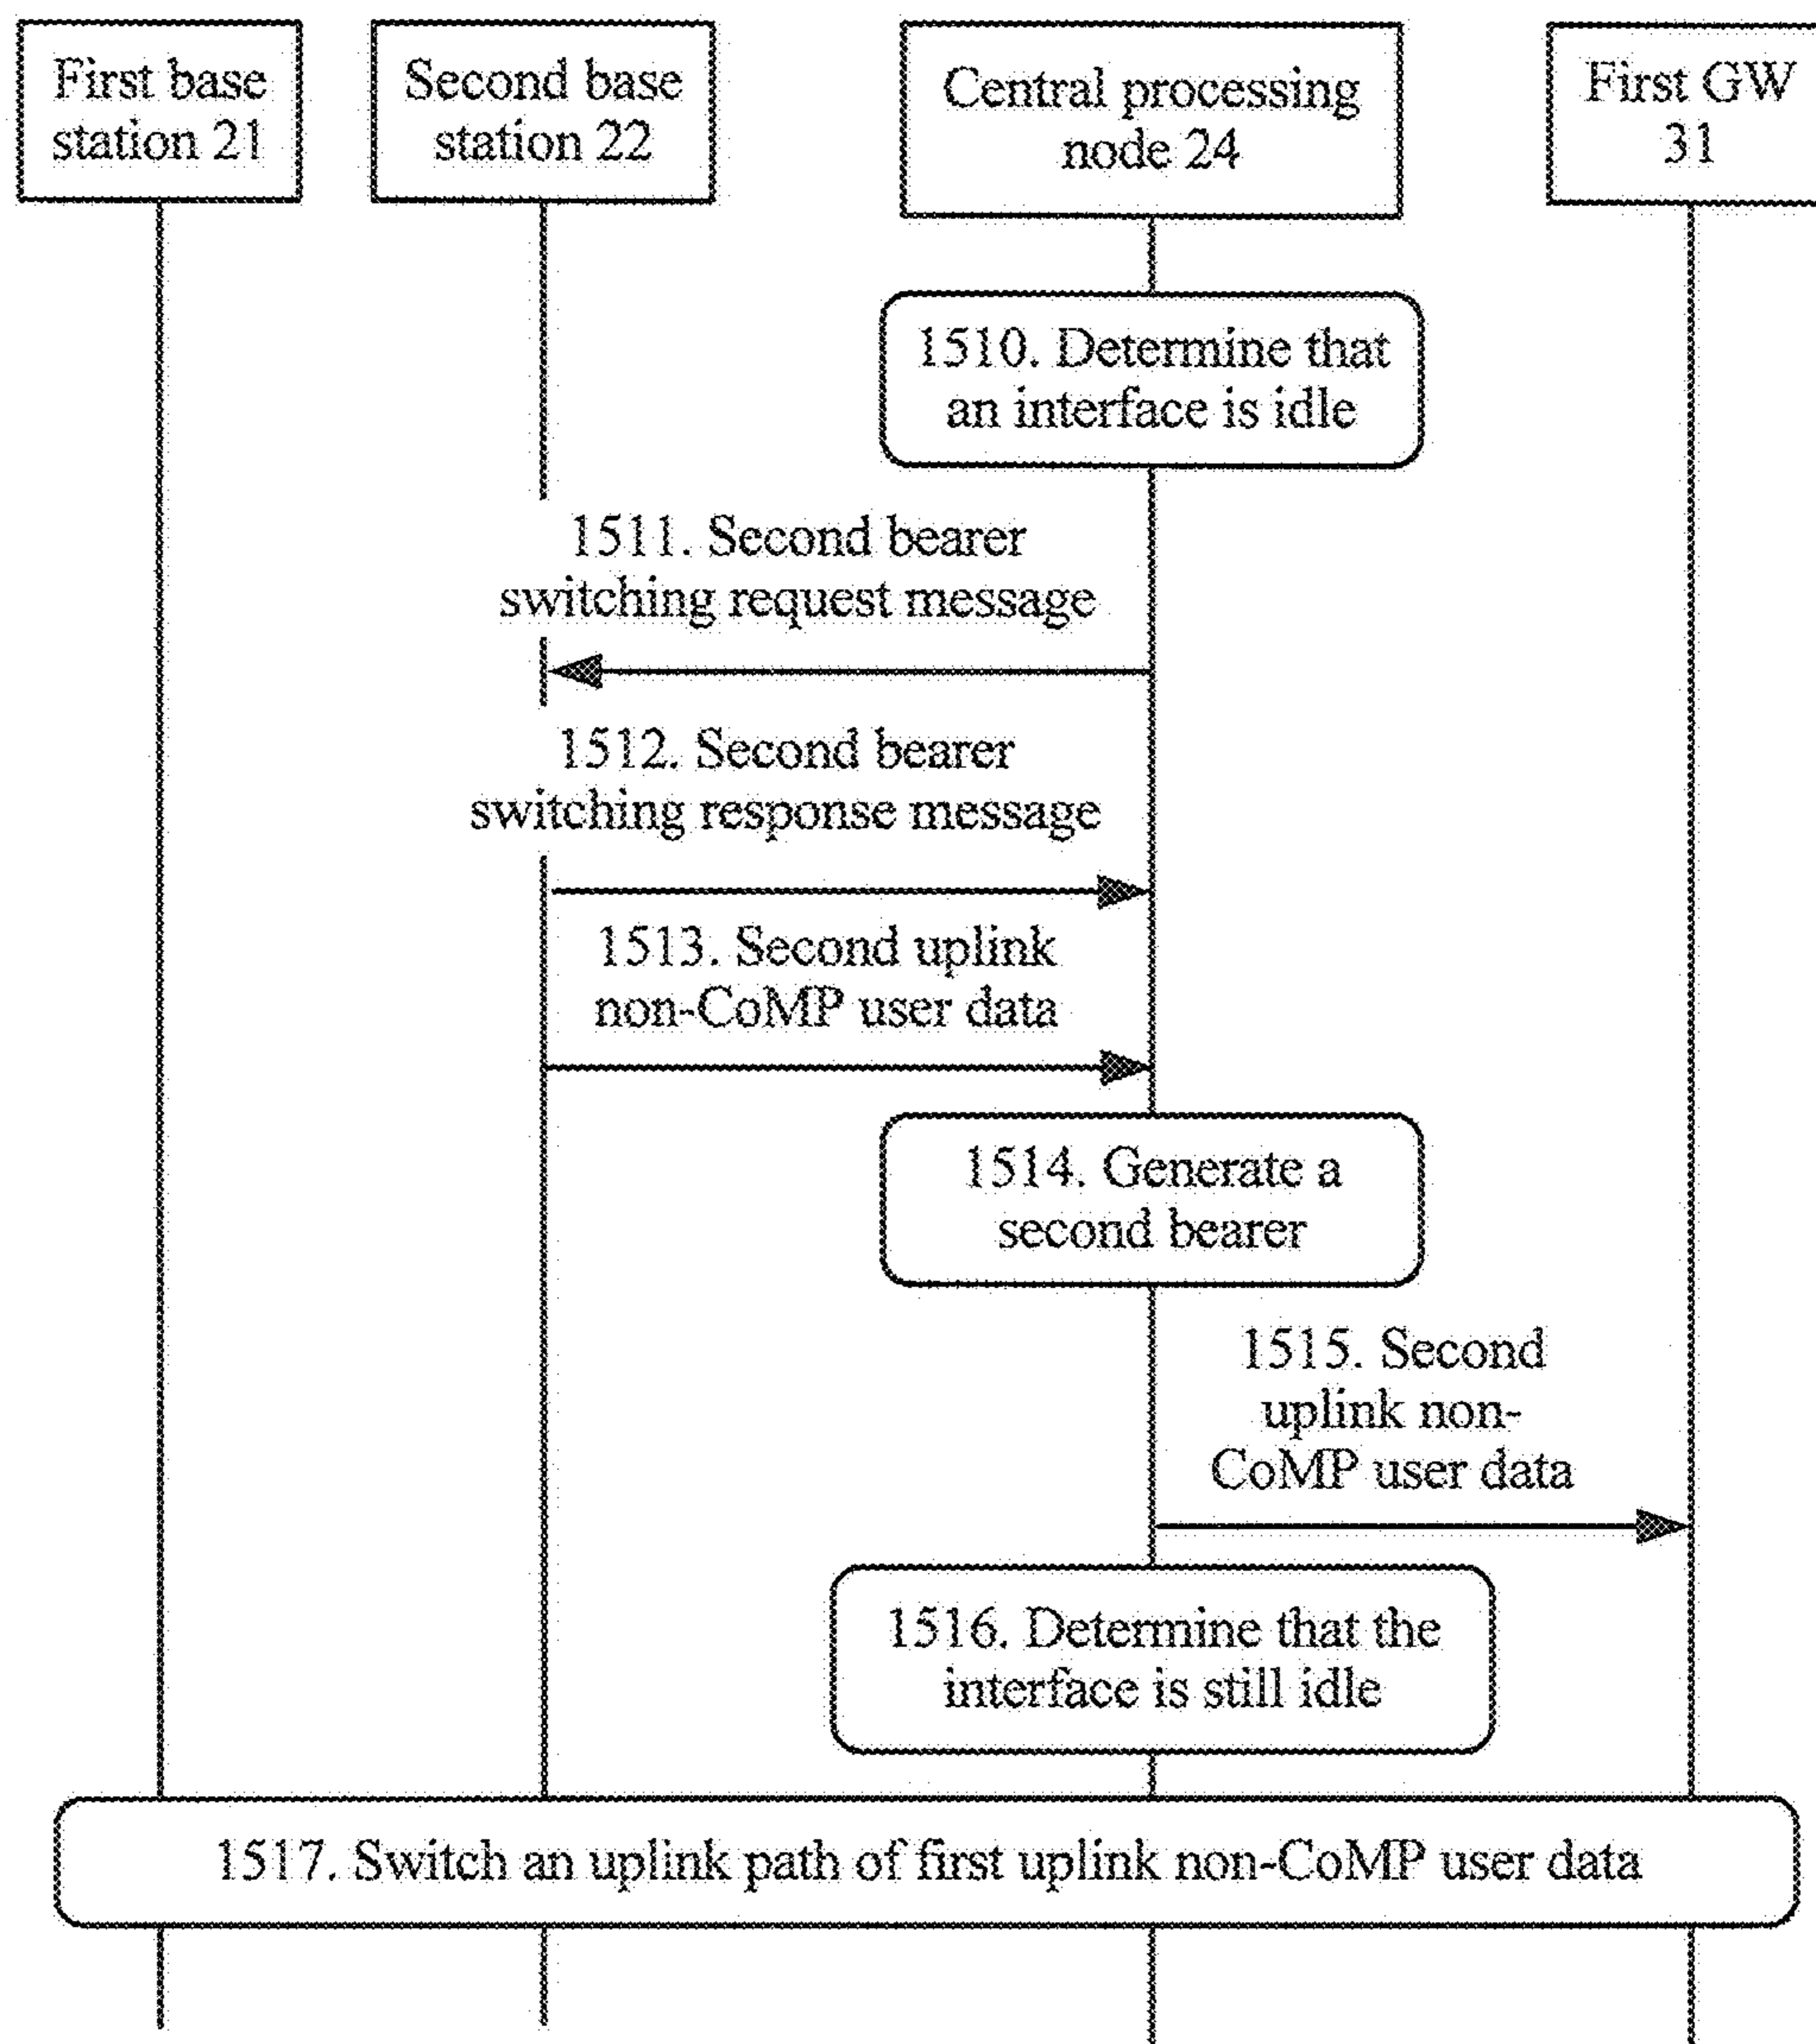 First base
station 21
Second base
station 22
Central processing
node 24
First GW
31
1510. Determine that
an interface is idle
1511. Second bearer
switching request message
1512. Second bearer
switching response message
1513. Second uplink
non-CoMP user data
1514. Generate a
second bearer
1515. Second
uplink non-
CoMP user data
1516. Determine that the
interface is still idle
1517. Switch an uplink path of first uplink non-CoMP user data